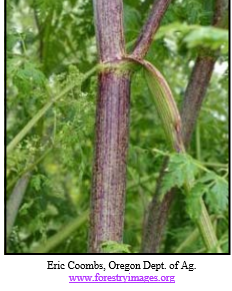 Eric Coombs, Oregon Dept. of Ag.
www.forestryimages.org